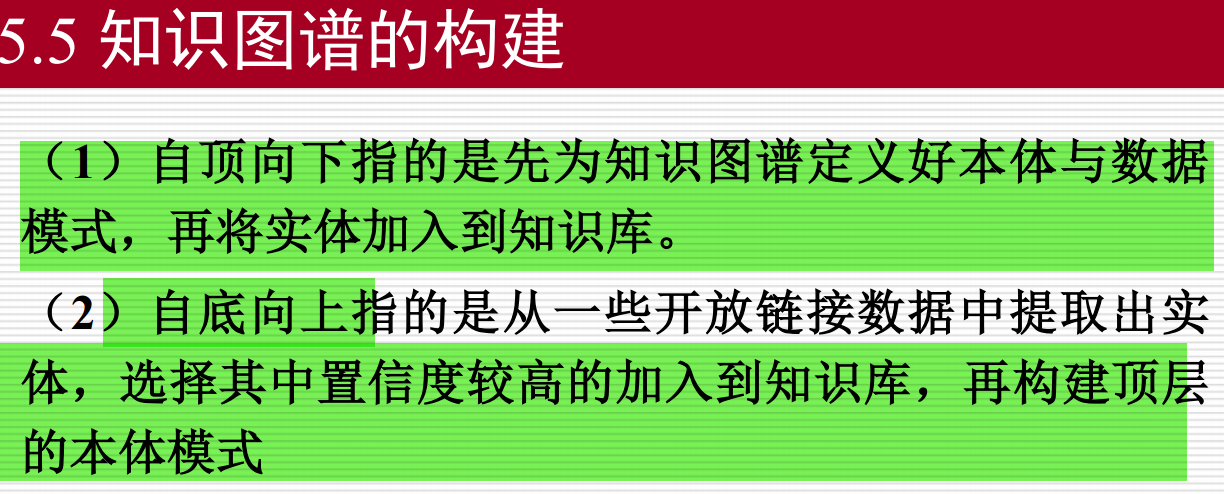 5.5 知识图谱的构建
（1）自顶向下指的是先为知识图谱定义好本体与数据
模式，再将实体加入到知识库。
（2）自底向上指的是从一些开放链接数据中提取出实
体，选择其中置信度较高的加入到知识库，再构建顶层
的本体模式